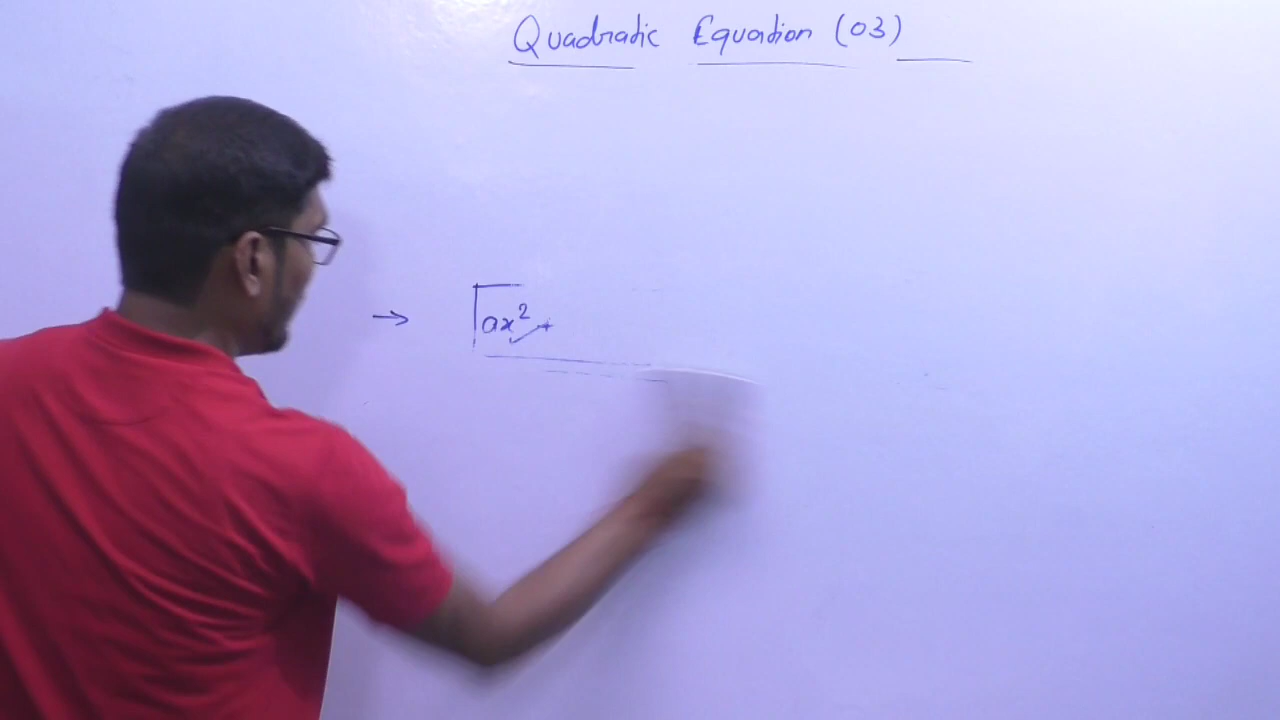 Quadratic Equation (03)
→ ax² +